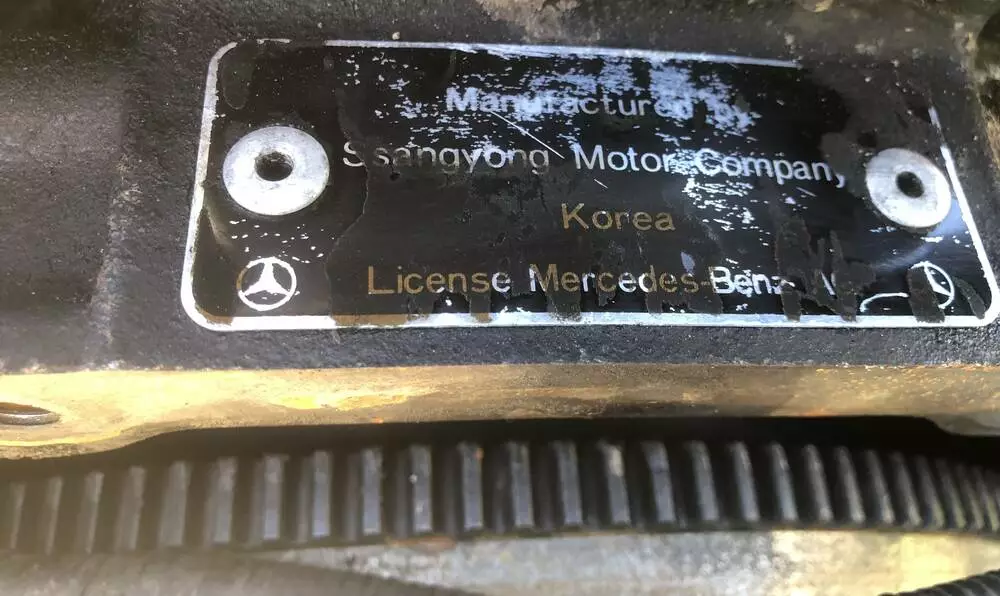 Manufactured by
Ssangyong Motor Company
Korea
License Mercedes-Benz